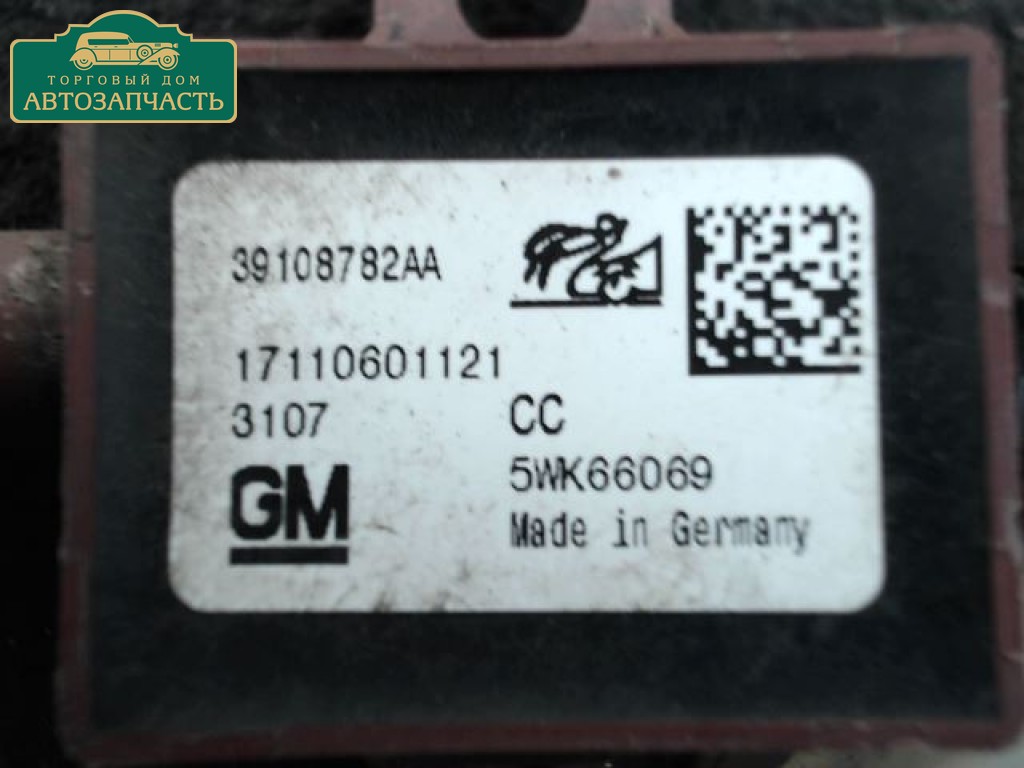 ТОРГОВЫЙ ДОМ
АВТОЗАПЧАСТЬ
39108782AA
17110601121
3107
CC
GM
5WK66069
Made in Germany